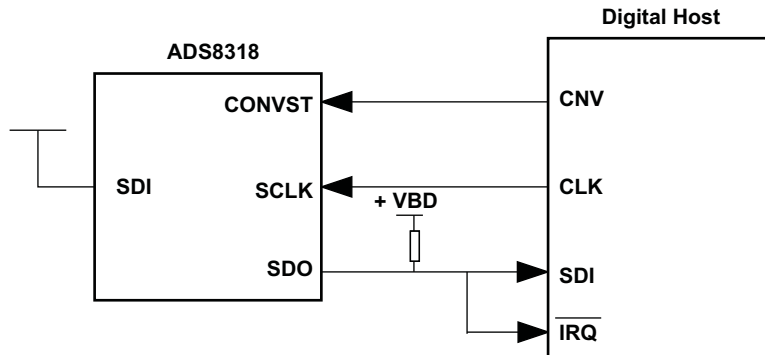 Digital Host
ADS8318
CONVST
CNV
SDI
SCLK
CLK
+ VBD
SDO
SDI
IRQ